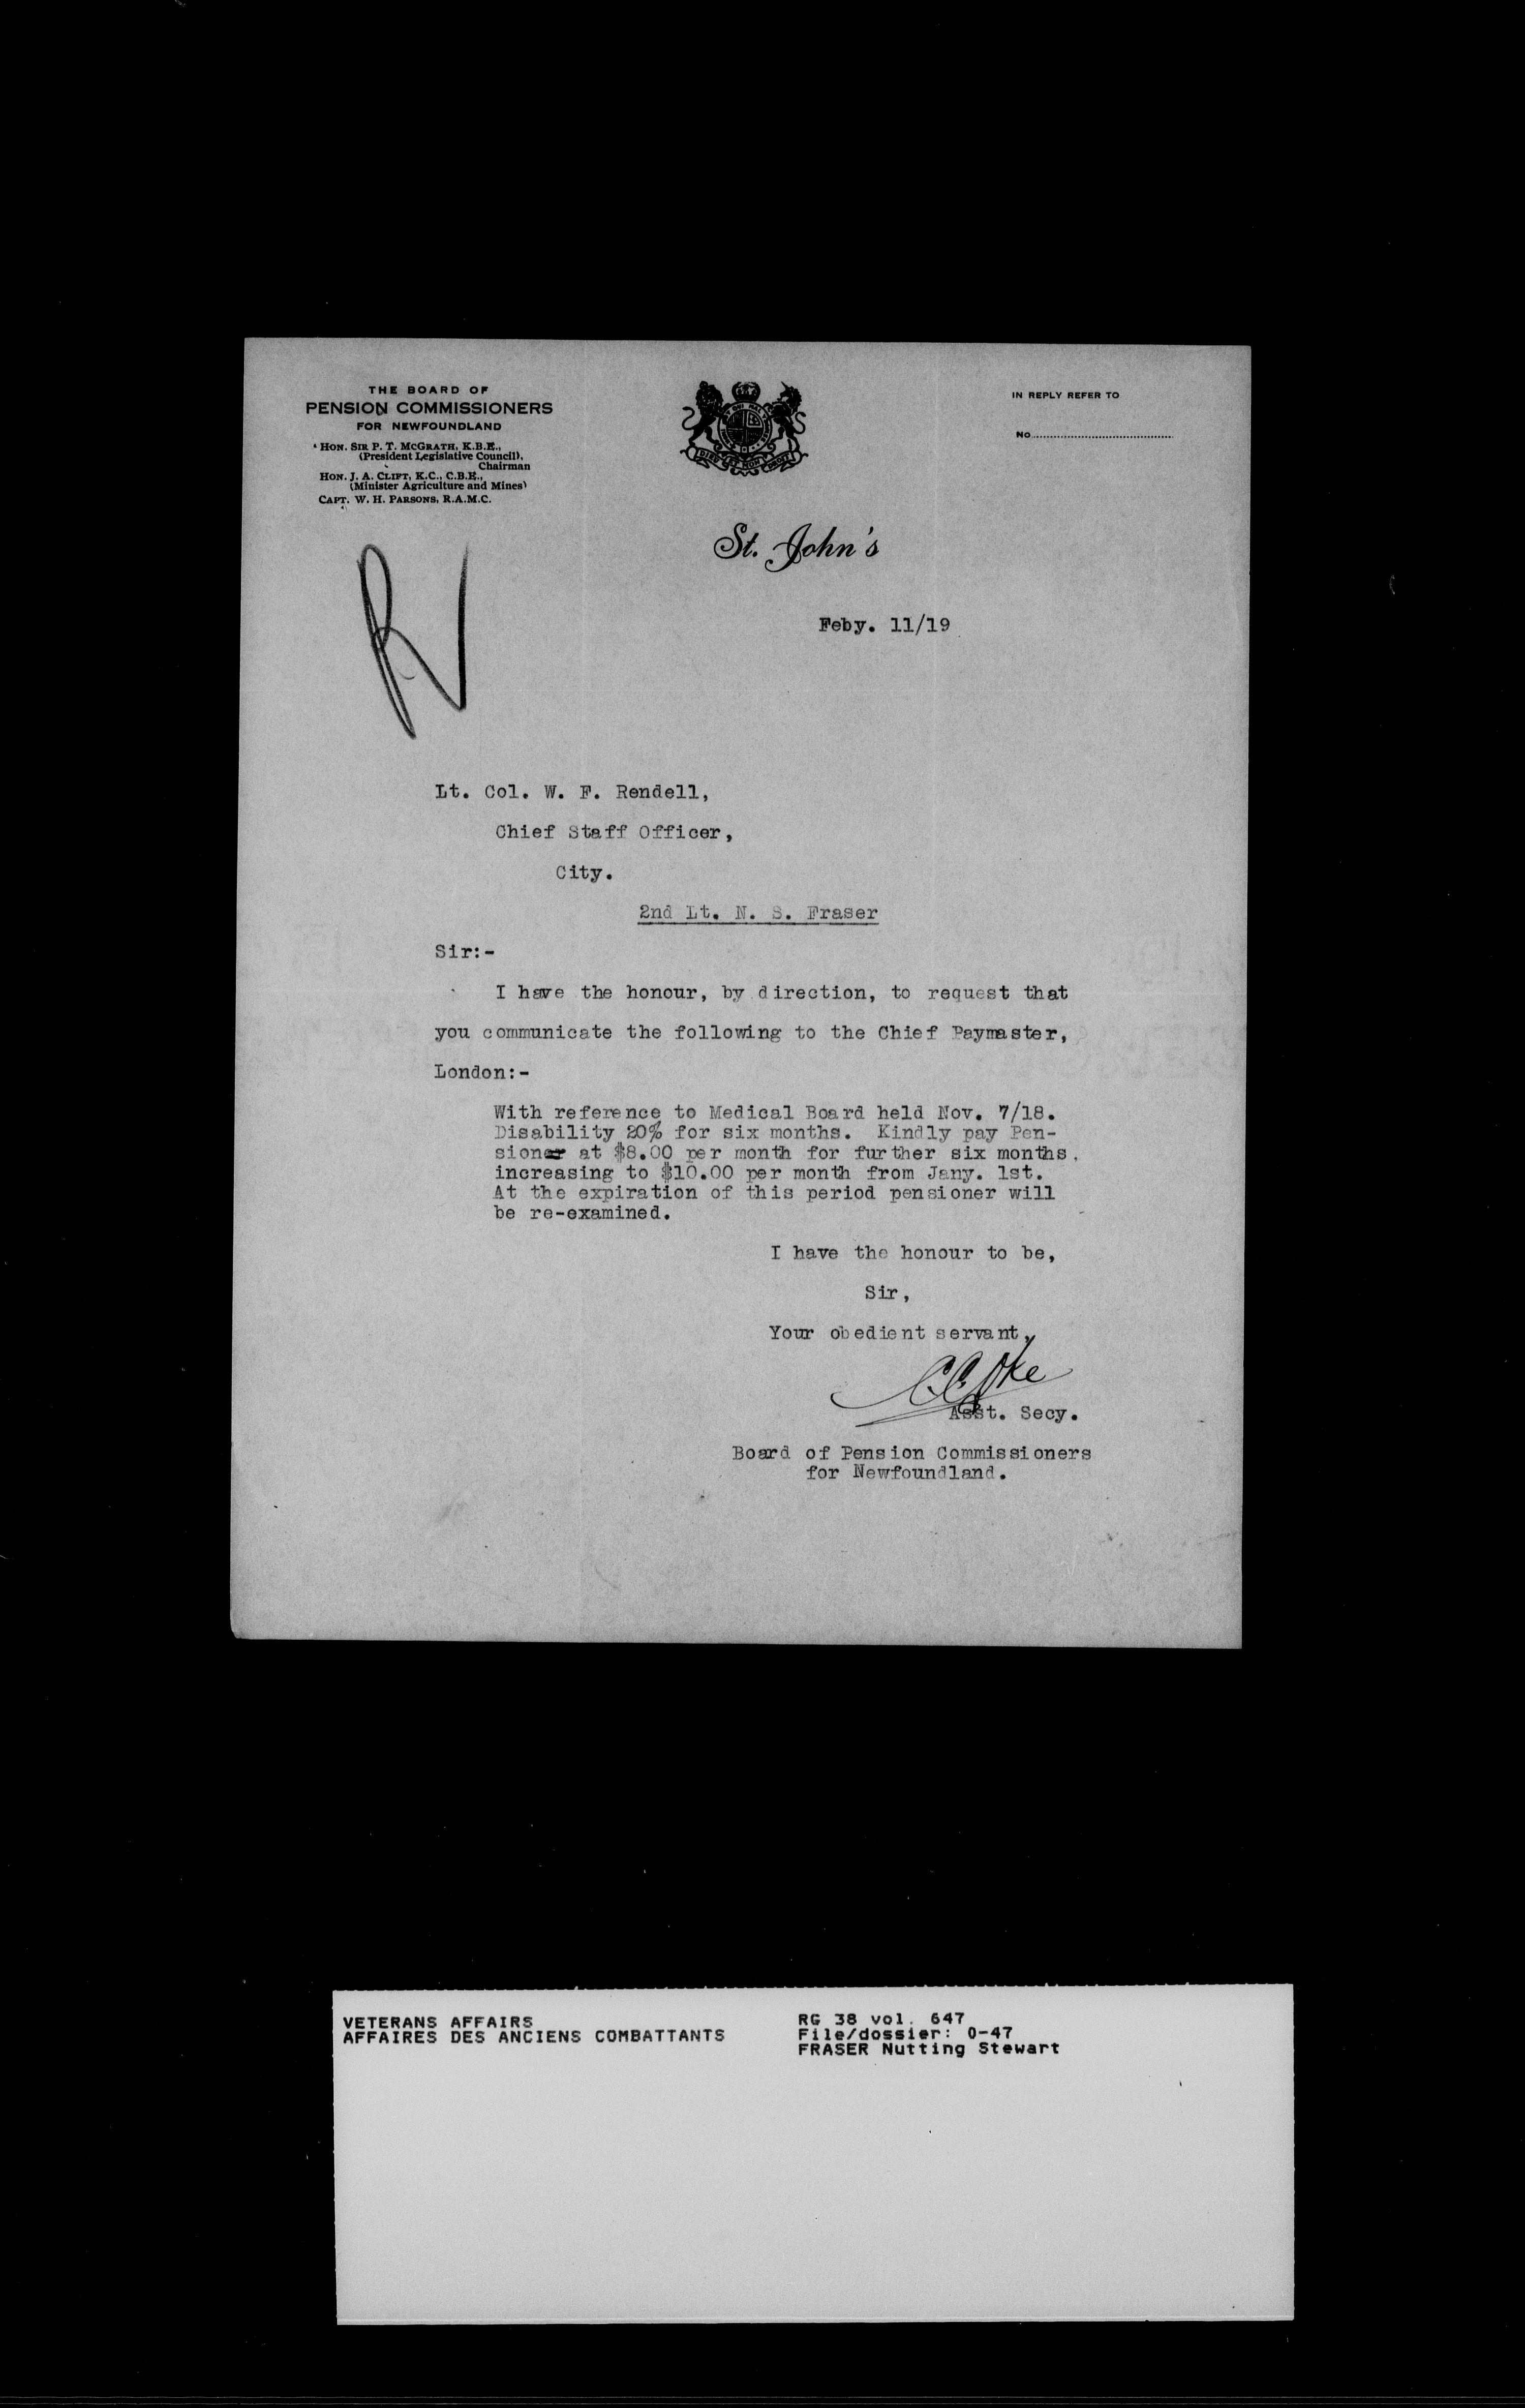 THE BOARD OF
PENSION COMMISSIONERS
FOR NEWFOUNDLAND
HON. SIR P. T. MCGRATH, K.B.E.,
(President Legislative Council),
Chairman
HON. J. A. CLIFT, K.C., C.B.E.,
(Minister Agriculture and Mines)
CAPT. W. H. PARSONS, R.A.M.C.
IN REPLY REFER TO
No.
DIEU ET MON DROIT
St. John's
Feby. 11/19
R
Lt. Col. W. F. Rendell,
Chief Staff Officer,
City.
2nd Lt. N. S. Fraser
Sir:-
I have the honour, by direction, to request that
you communicate the following to the Chief Paymaster,
London:-
With reference to Medical Board held Nov. 7/18.
Disability 20% for six months. Kindly pay Pen-
sioner at $8.00 per month for further six months,
increasing to $10.00 per month from Jany. 1st.
At the expiration of this period pensioner will
be re-examined.
I have the honour to be,
Sir,
Your obedient servant,
C C Oke
Asst. Secy.
Board of Pension Commissioners
for Newfoundland.
VETERANS AFFAIRS
AFFAIRES DES ANCIENS COMBATTANTS
RG 38 vol. 647
File/dossier: 0-47
FRASER Nutting Stewart